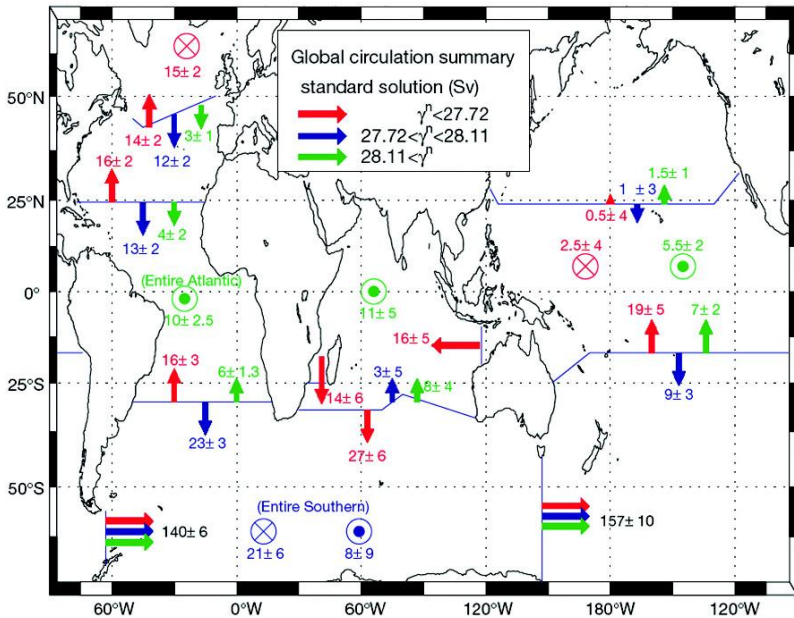 Global circulation summary
standard solution (Sv)
γⁿ<27.72
27.72<γⁿ<28.11
28.11<γⁿ
15± 2
50°N
14± 2
12± 2
3± 1
16± 2
25°N
13± 2
4± 2
1.5± 1
1 ± 3
0.5± 4
(Entire Atlantic)
10± 2.5
11± 5
2.5± 4
5.5± 2
0°
16± 5
19± 5
7± 2
16± 3
6± 1.3
3± 5
8± 4
14± 6
25°S
9± 3
23± 3
27± 6
50°S
(Entire Southern)
140± 6
21± 6
8± 9
157± 10
60°W
0°W
60°E
120°W
180°W
120°W